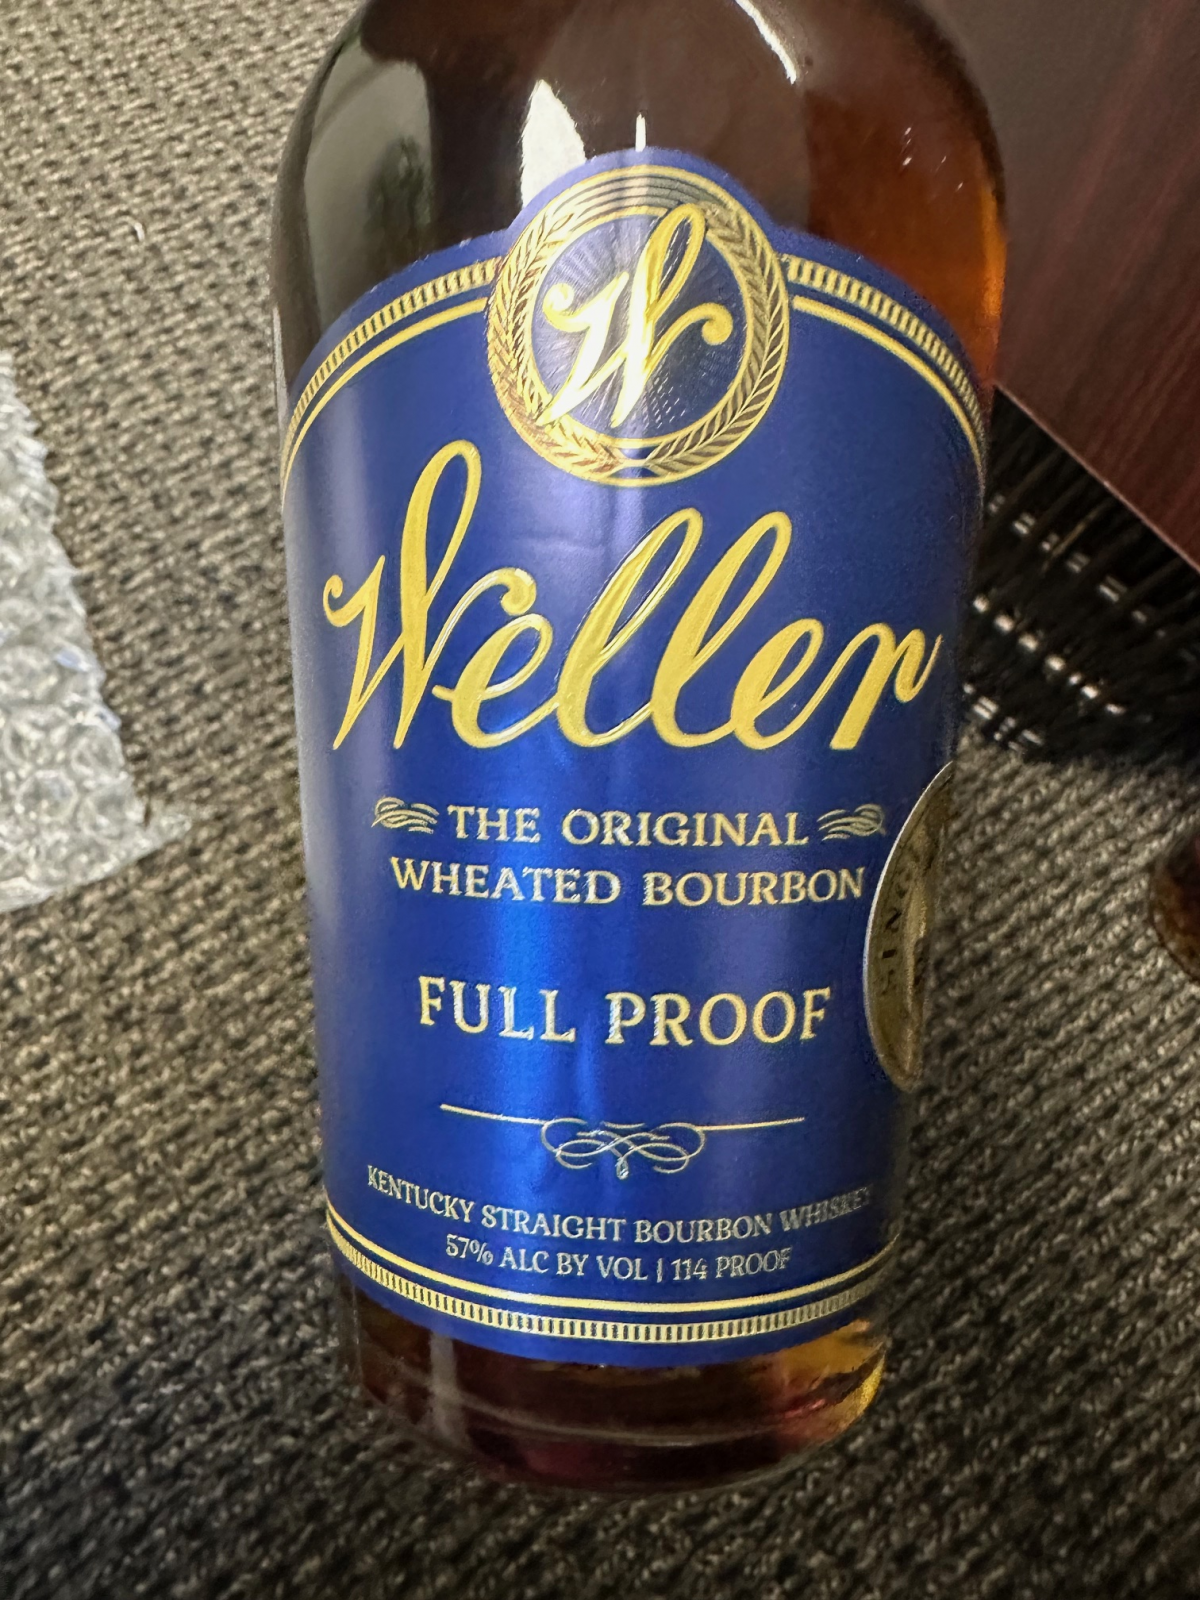 W
Weller
THE ORIGINAL
WHEATED BOURBON
FULL PROOF
KENTUCKY STRAIGHT BOURBON WHISKEY
57% ALC BY VOL | 114 PROOF